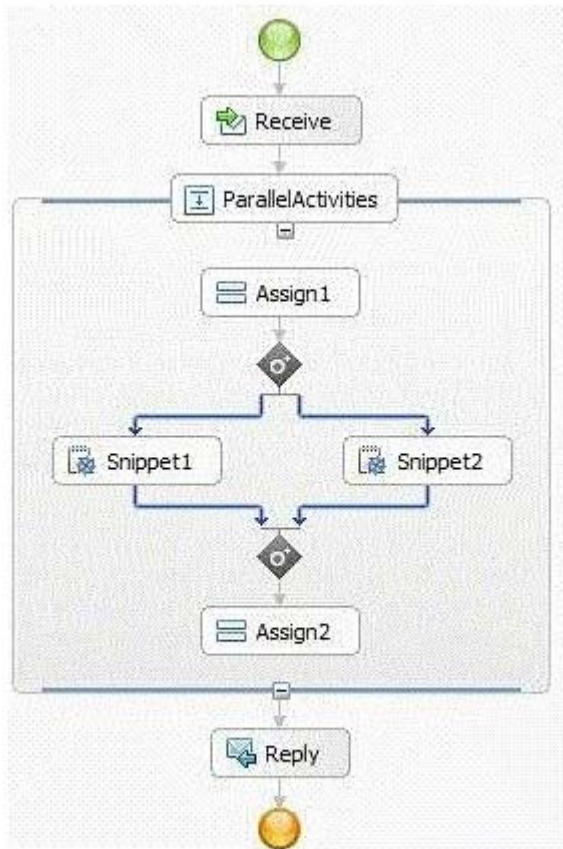 Receive
ParallelActivities
Assign1
Snippet1
Snippet2
Assign2
Reply